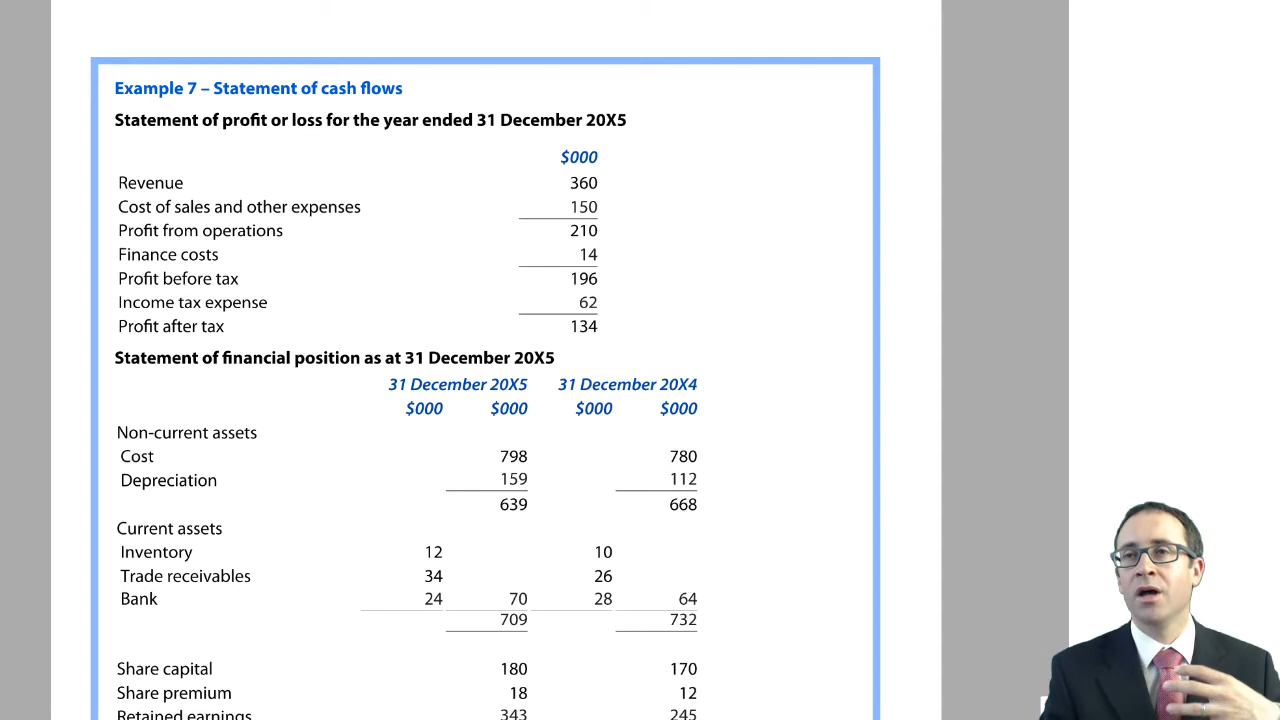 Example 7 – Statement of cash flows
Statement of profit or loss for the year ended 31 December 20X5
$000
Revenue 360
Cost of sales and other expenses 150
Profit from operations 210
Finance costs 14
Profit before tax 196
Income tax expense 62
Profit after tax 134
Statement of financial position as at 31 December 20X5
31 December 20X5 31 December 20X4
$000 $000 $000 $000
Non-current assets
Cost 798 780
Depreciation 159 112
639 668
Current assets
Inventory 12 10
Trade receivables 34 26
Bank 24 70 28 64
709 732
Share capital 180 170
Share premium 18 12
Retained earnings 343 245